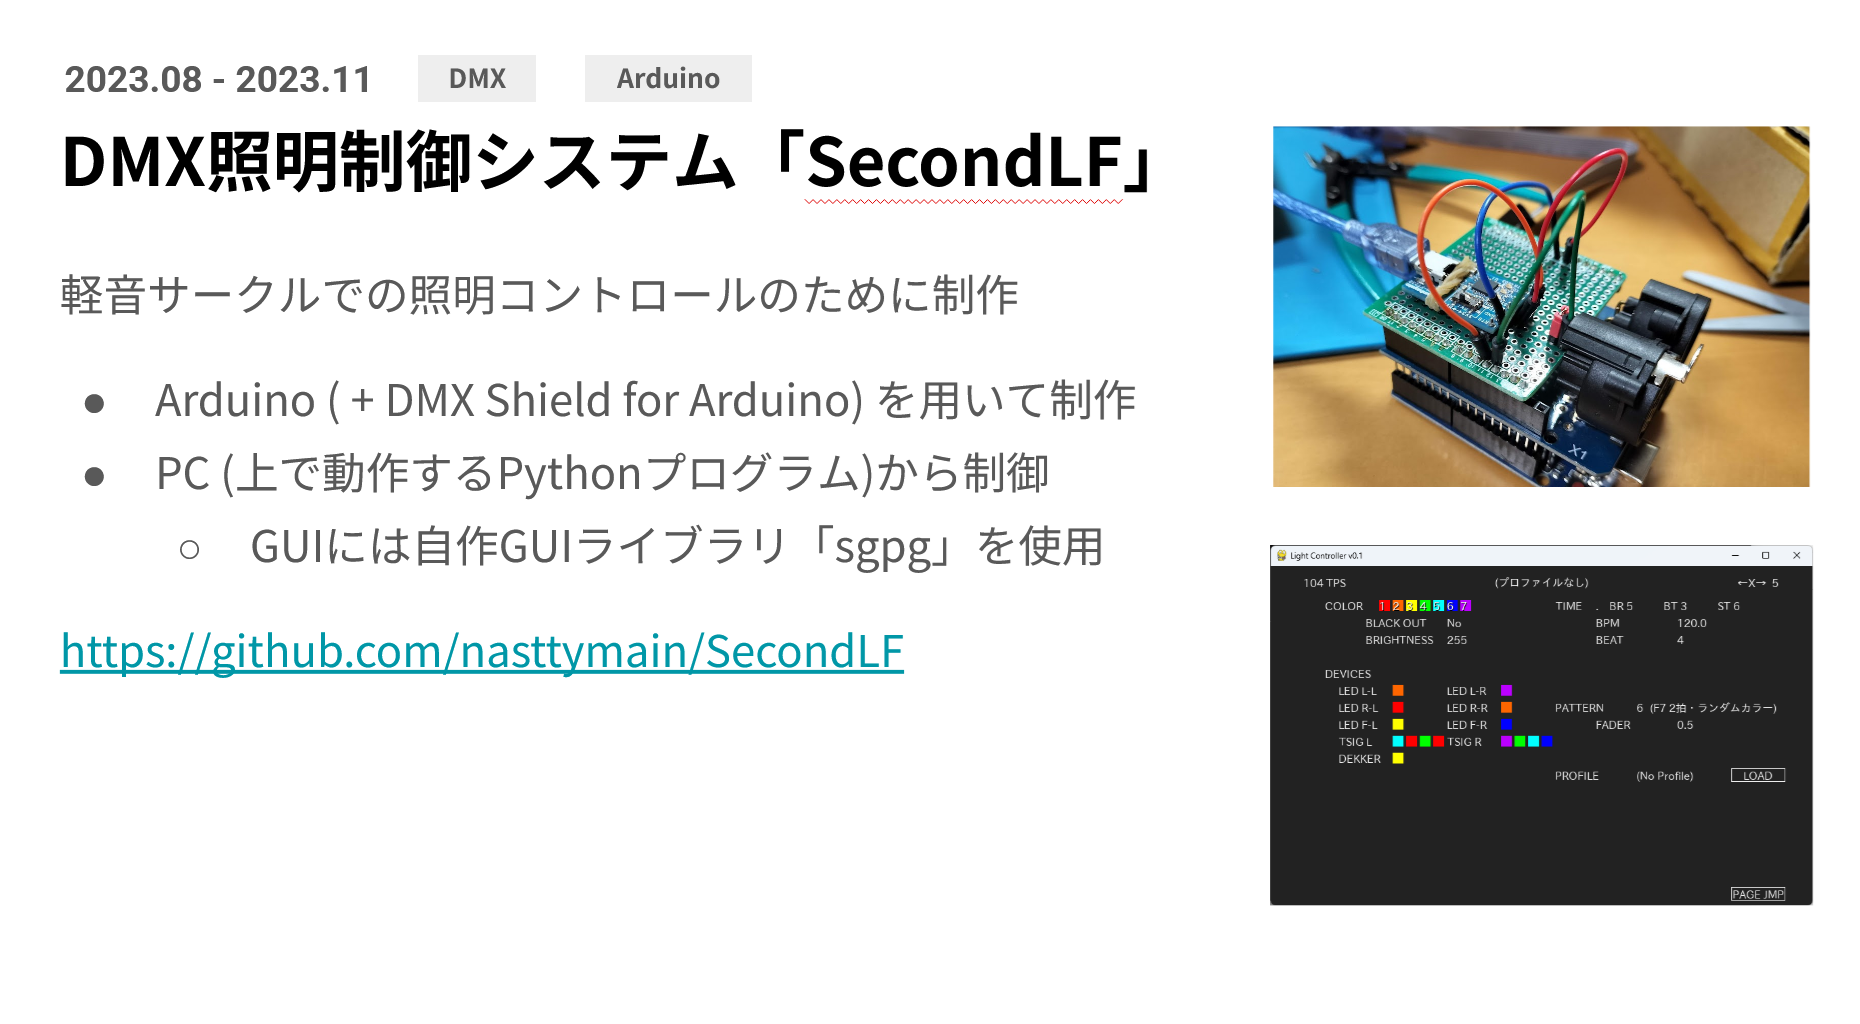 2023.08 - 2023.11 DMX Arduino
DMX照明制御システム「SecondLF」
軽音サークルでの照明コントロールのために制作
● Arduino ( + DMX Shield for Arduino) を用いて制作
● PC (上で動作するPythonプログラム)から制御
○ GUIには自作GUIライブラリ「sgpg」を使用
https://github.com/nasttymain/SecondLF
X1
Light Controller v0.1
104 TPS (プロファイルなし) ←X→ 5
COLOR 1 2 3 4 5 6 7 TIME . BR 5 BT 3 ST 6
BLACK OUT No BPM 120.0
BRIGHTNESS 255 BEAT 4
DEVICES
LED L-L LED L-R
LED R-L LED R-R PATTERN 6 (F7 2拍・ランダムカラー)
LED F-L LED F-R FADER 0.5
TSIG L TSIG R
DEKKER
PROFILE (No Profile) LOAD
PAGE JMP